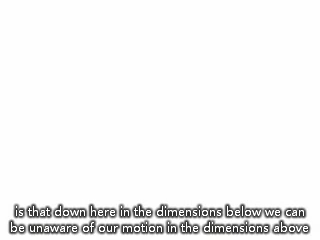 is that down here in the dimensions below we can
be unaware of our motion in the dimensions above